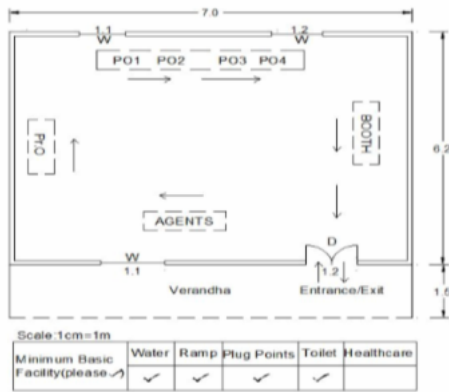 7.0
1.1 1.2
W W
PO1 PO2 PO3 PO4
Pr.O
BOOTH
6.2
AGENTS
W D
1.1 1.2
Verandha Entrance/Exit
1.5
Scale:1cm=1m
Minimum Basic Facility(please ✓) Water Ramp Plug Points Toilet Healthcare
✓ ✓ ✓ ✓